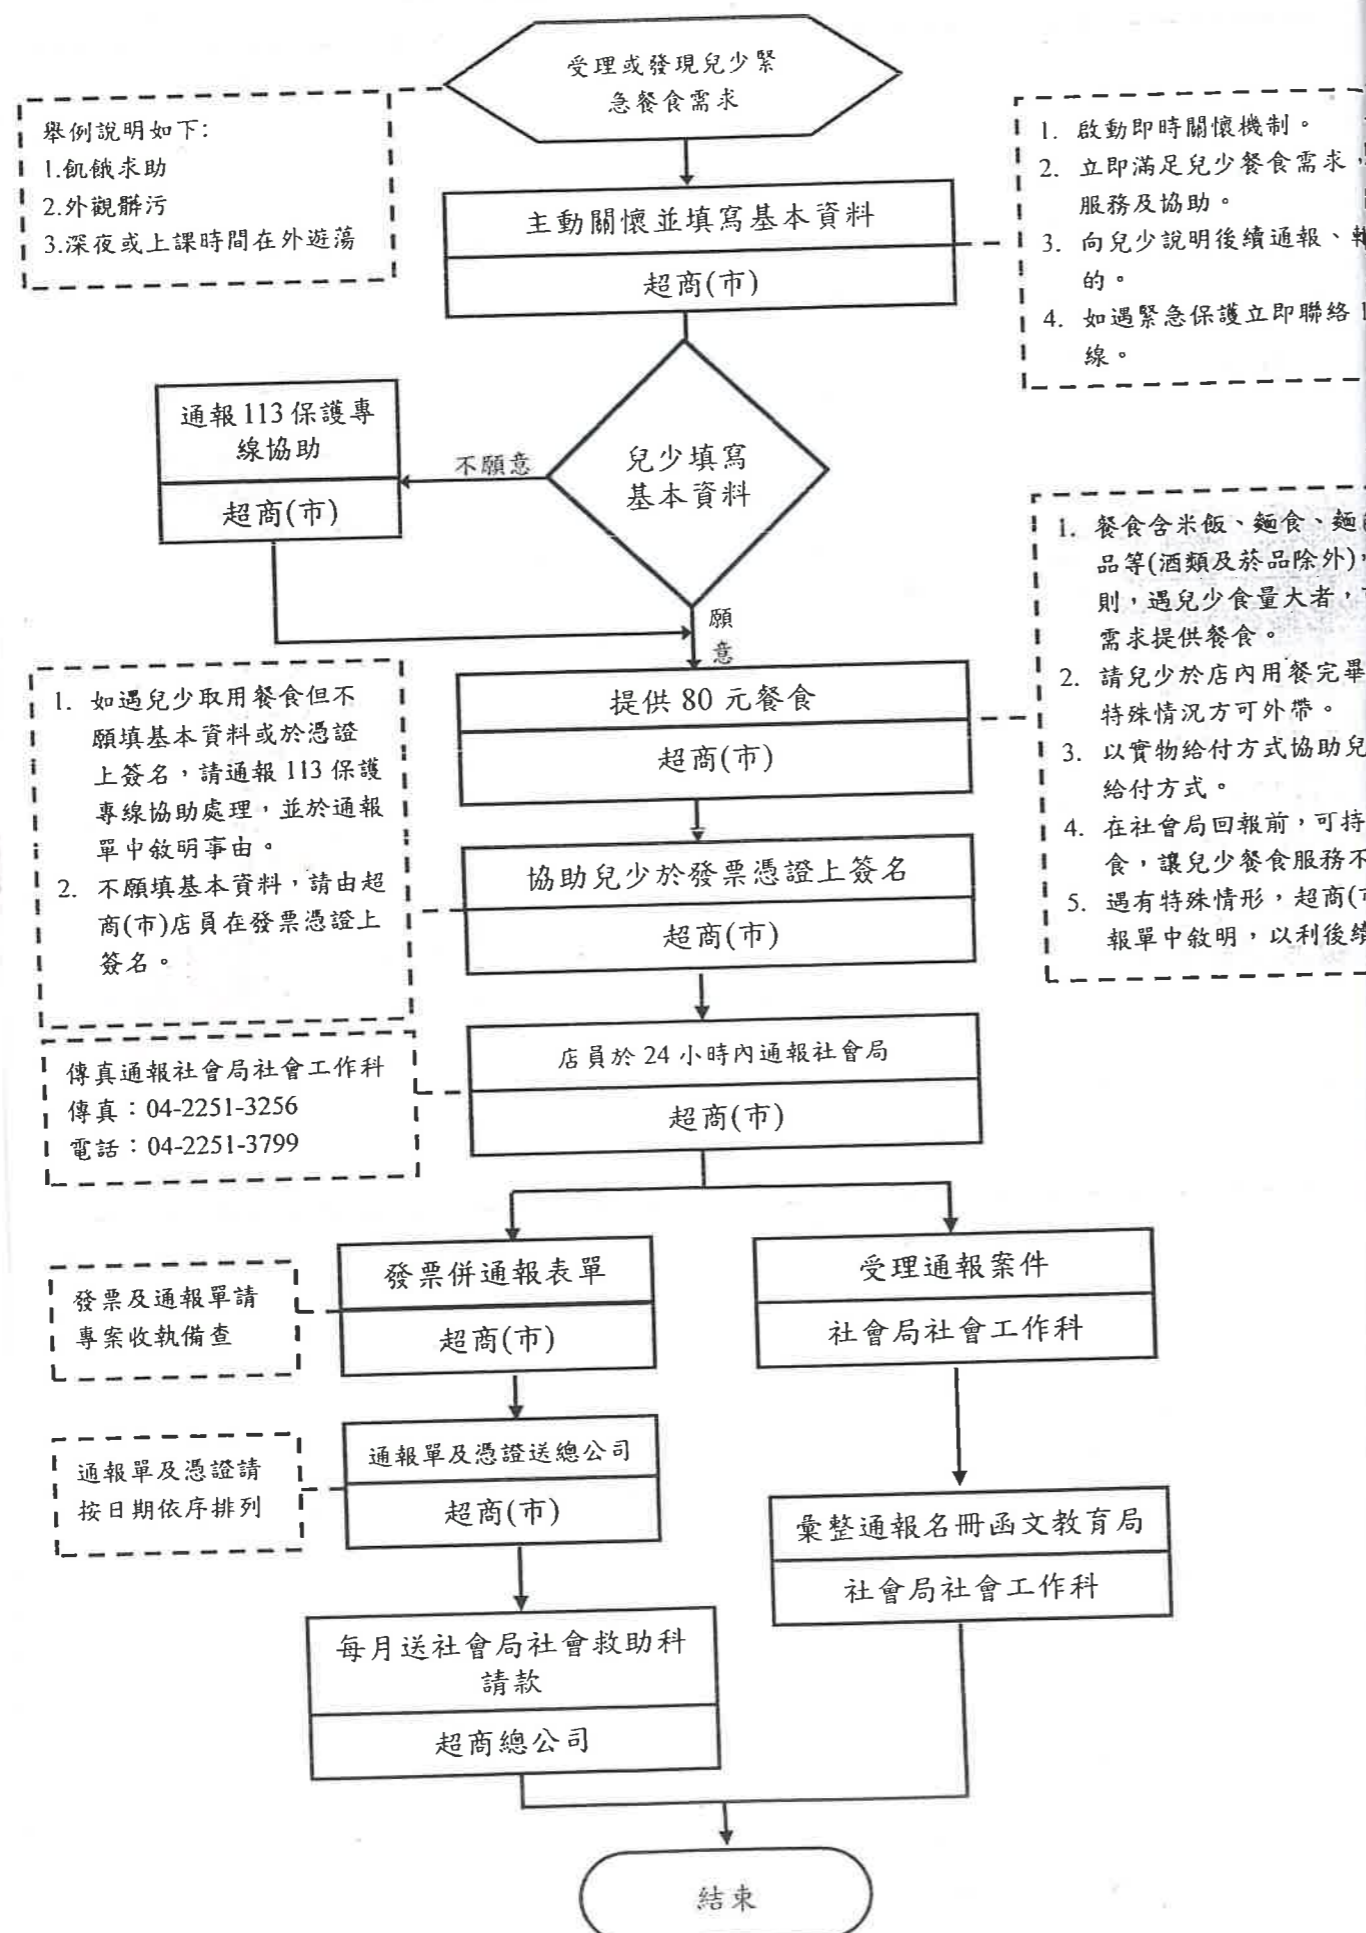 受理或發現兒少緊
急餐食需求
舉例說明如下:
1.飢餓求助
2.外觀髒污
3.深夜或上課時間在外遊蕩
1. 啟動即時關懷機制。
2. 立即滿足兒少餐食需求,
服務及協助。
3. 向兒少說明後續通報、
的。
4. 如遇緊急保護立即聯絡
線。
主動關懷並填寫基本資料
超商(市)
兒少填寫
基本資料
不願意
通報 113 保護專
線協助
超商(市)
願
意
1. 餐食含米飯、麵食、
品等(酒類及菸品除外),
則,遇兒少食量大者,
需求提供餐食。
2. 請兒少於店內用餐完畢
特殊情況方可外帶。
3. 以實物給付方式協助兒
給付方式。
4. 在社會局回報前,可持
食,讓兒少餐食服務不
5. 遇有特殊情形,超商(
報單中敘明,以利後續
提供 80 元餐食
超商(市)
1. 如遇兒少取用餐食但不
願填基本資料或於憑證
上簽名,請通報 113 保護
專線協助處理,並於通報
單中敘明事由。
2. 不願填基本資料,請由超
商(市)店員在發票憑證上
簽名。
協助兒少於發票憑證上簽名
超商(市)
店員於 24 小時內通報社會局
超商(市)
傳真通報社會局社會工作科
傳真:04-2251-3256
電話:04-2251-3799
發票併通報表單
超商(市)
發票及通報單請
專案收執備查
受理通報案件
社會局社會工作科
通報單及憑證送總公司
超商(市)
通報單及憑證請
按日期依序排列
彙整通報名冊函文教育局
社會局社會工作科
每月送社會局社會救助科
請款
超商總公司
結束